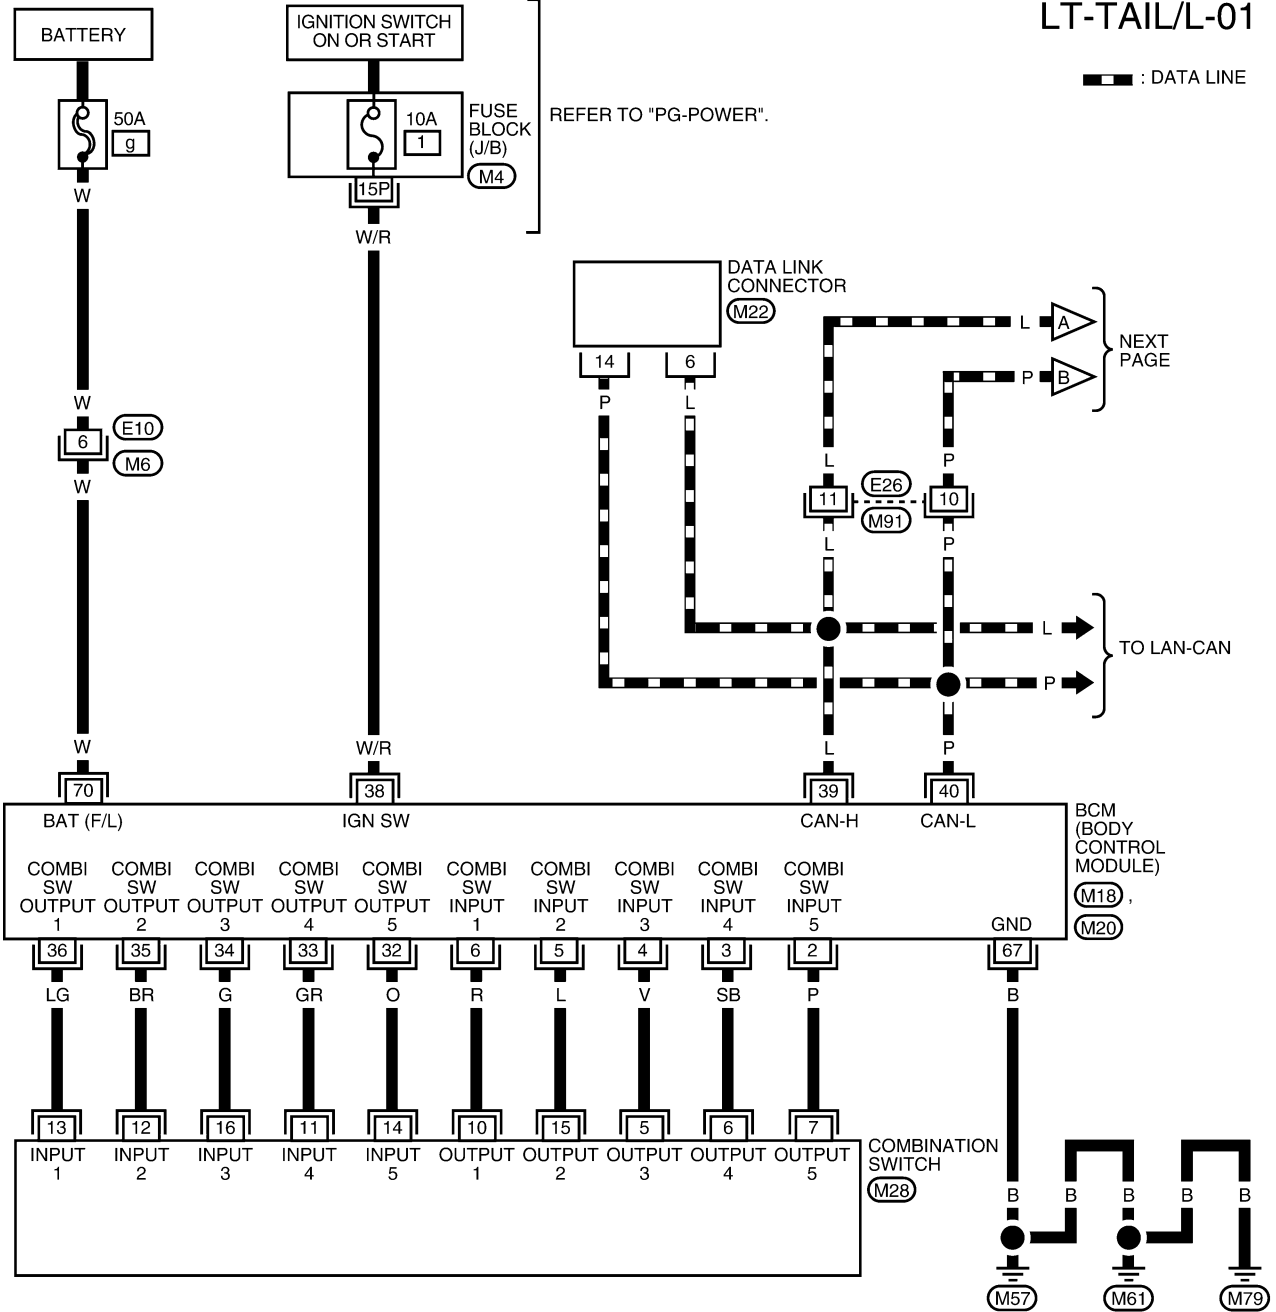 LT-TAIL/L-01
BATTERY
IGNITION SWITCH
ON OR START
: DATA LINE
50A
g
10A
1
FUSE
BLOCK
(J/B)
M4
REFER TO "PG-POWER".
15P
W
W/R
DATA LINK
CONNECTOR
M22
14
6
P
L
L
A
P
B
NEXT
PAGE
W
6
E10
M6
W
L
P
11
E26
10
M91
L
P
L
TO LAN-CAN
P
W
W/R
L
P
70
38
39
40
BAT (F/L)
IGN SW
CAN-H
CAN-L
BCM
(BODY
CONTROL
MODULE)
M18 ,
M20
COMBI COMBI COMBI COMBI COMBI COMBI COMBI COMBI COMBI COMBI
SW SW SW SW SW SW SW SW SW SW
OUTPUT OUTPUT OUTPUT OUTPUT OUTPUT INPUT INPUT INPUT INPUT INPUT
1 2 3 4 5 1 2 3 4 5 GND
36 35 34 33 32 6 5 4 3 2 67
LG BR G GR O R L V SB P B
13 12 16 11 14 10 15 5 6 7
INPUT INPUT INPUT INPUT INPUT OUTPUT OUTPUT OUTPUT OUTPUT OUTPUT
1 2 3 4 5 1 2 3 4 5
COMBINATION
SWITCH
M28
B B B B B
M57 M61 M79